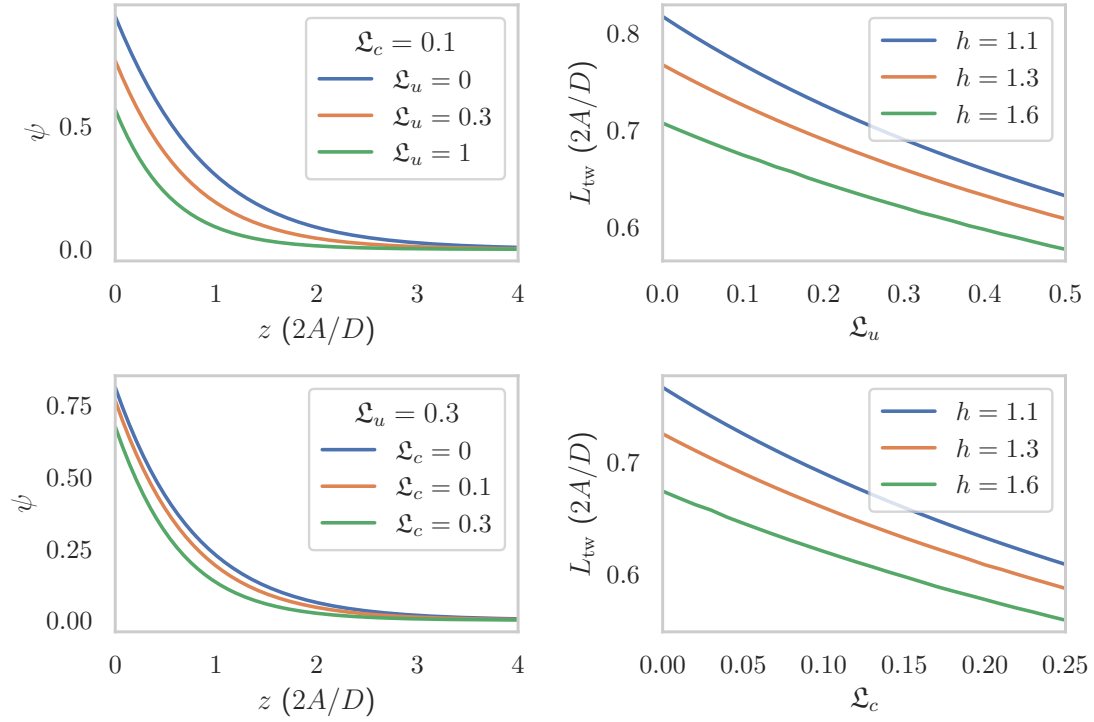 ψ
0.5
0.0
𝔏_c = 0.1
𝔏_u = 0
𝔏_u = 0.3
𝔏_u = 1
0 1 2 3 4
z (2A/D)
L_tw (2A/D)
0.8
0.7
0.6
h = 1.1
h = 1.3
h = 1.6
0.0 0.1 0.2 0.3 0.4 0.5
𝔏_u
ψ
0.75
0.50
0.25
0.00
𝔏_u = 0.3
𝔏_c = 0
𝔏_c = 0.1
𝔏_c = 0.3
0 1 2 3 4
z (2A/D)
L_tw (2A/D)
0.7
0.6
h = 1.1
h = 1.3
h = 1.6
0.00 0.05 0.10 0.15 0.20 0.25
𝔏_c